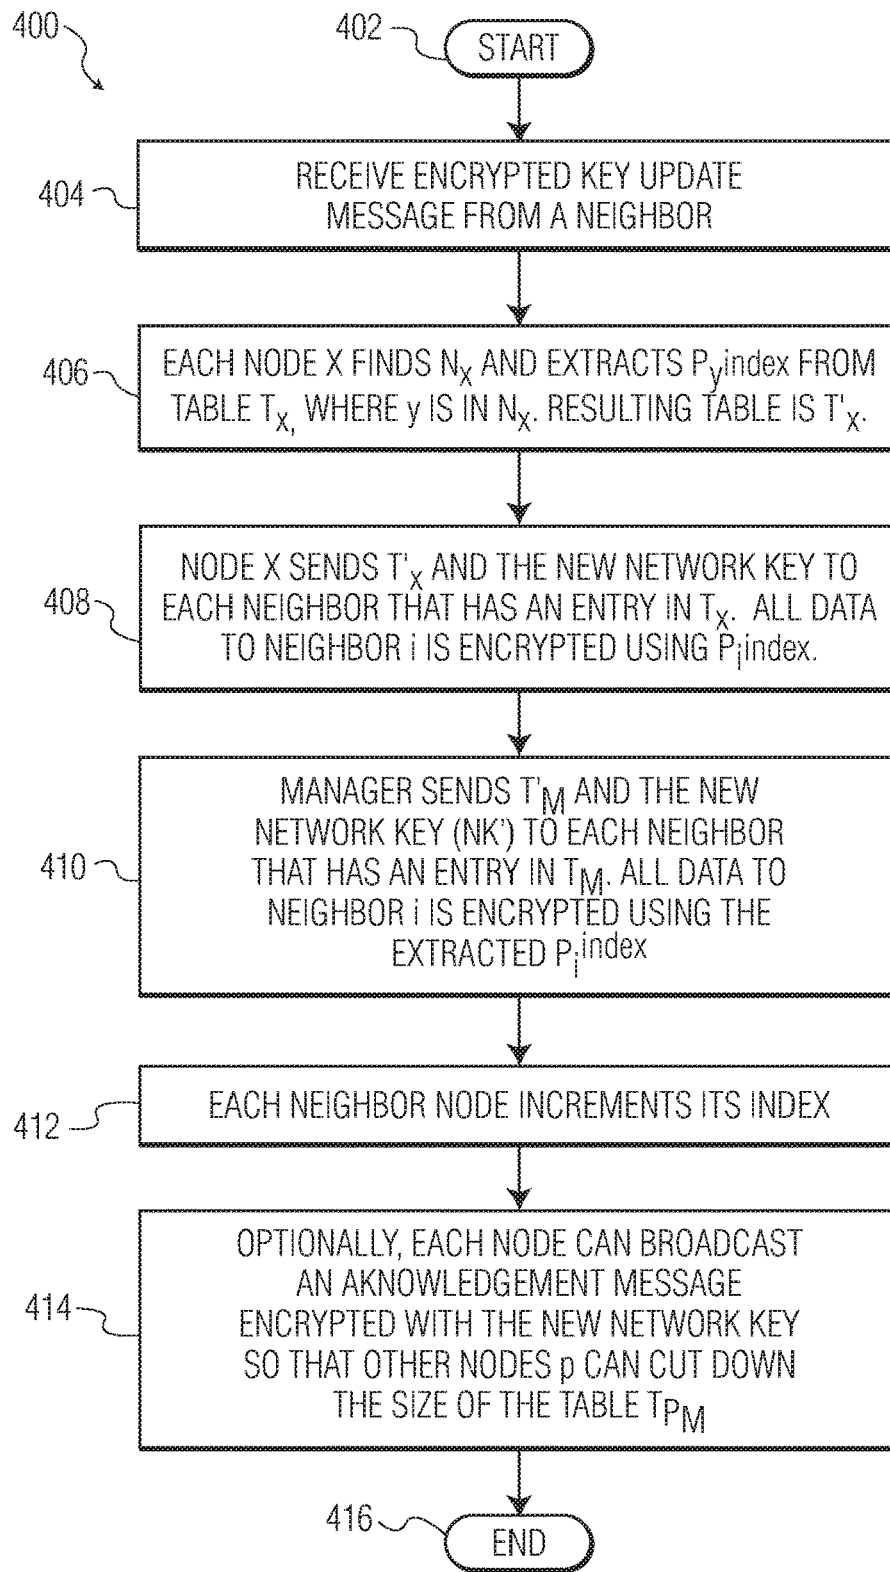 400
402
START
404
RECEIVE ENCRYPTED KEY UPDATE
MESSAGE FROM A NEIGHBOR
406
EACH NODE X FINDS Nx AND EXTRACTS Pyindex FROM
TABLE Tx, WHERE y IS IN Nx. RESULTING TABLE IS T'x.
408
NODE X SENDS T'x AND THE NEW NETWORK KEY TO
EACH NEIGHBOR THAT HAS AN ENTRY IN Tx. ALL DATA
TO NEIGHBOR i IS ENCRYPTED USING Piindex.
410
MANAGER SENDS T'M AND THE NEW
NETWORK KEY (NK') TO EACH NEIGHBOR
THAT HAS AN ENTRY IN TM. ALL DATA TO
NEIGHBOR i IS ENCRYPTED USING THE
EXTRACTED Piindex
412
EACH NEIGHBOR NODE INCREMENTS ITS INDEX
414
OPTIONALLY, EACH NODE CAN BROADCAST
AN AKNOWLEDGEMENT MESSAGE
ENCRYPTED WITH THE NEW NETWORK KEY
SO THAT OTHER NODES p CAN CUT DOWN
THE SIZE OF THE TABLE TPM
416
END